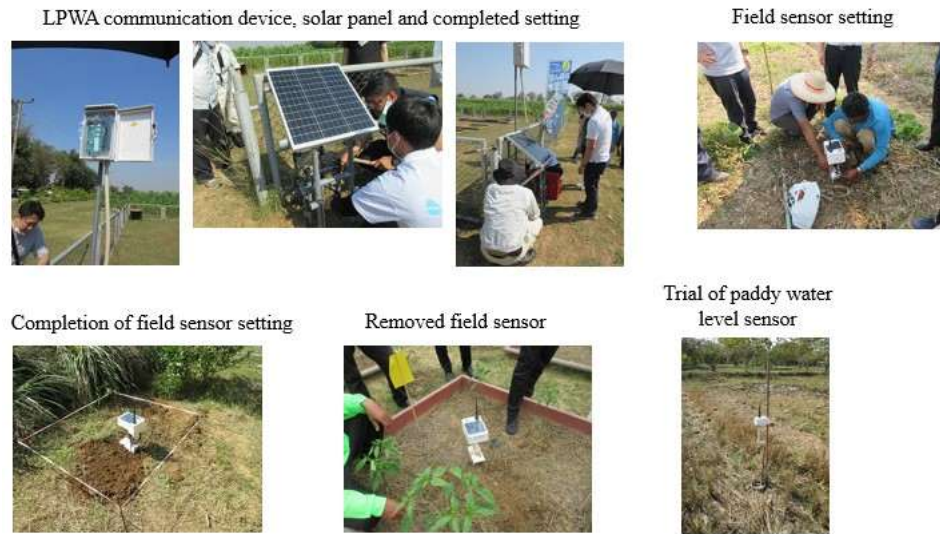 LPWA communication device, solar panel and completed setting
Field sensor setting
Completion of field sensor setting
Removed field sensor
Trial of paddy water
level sensor